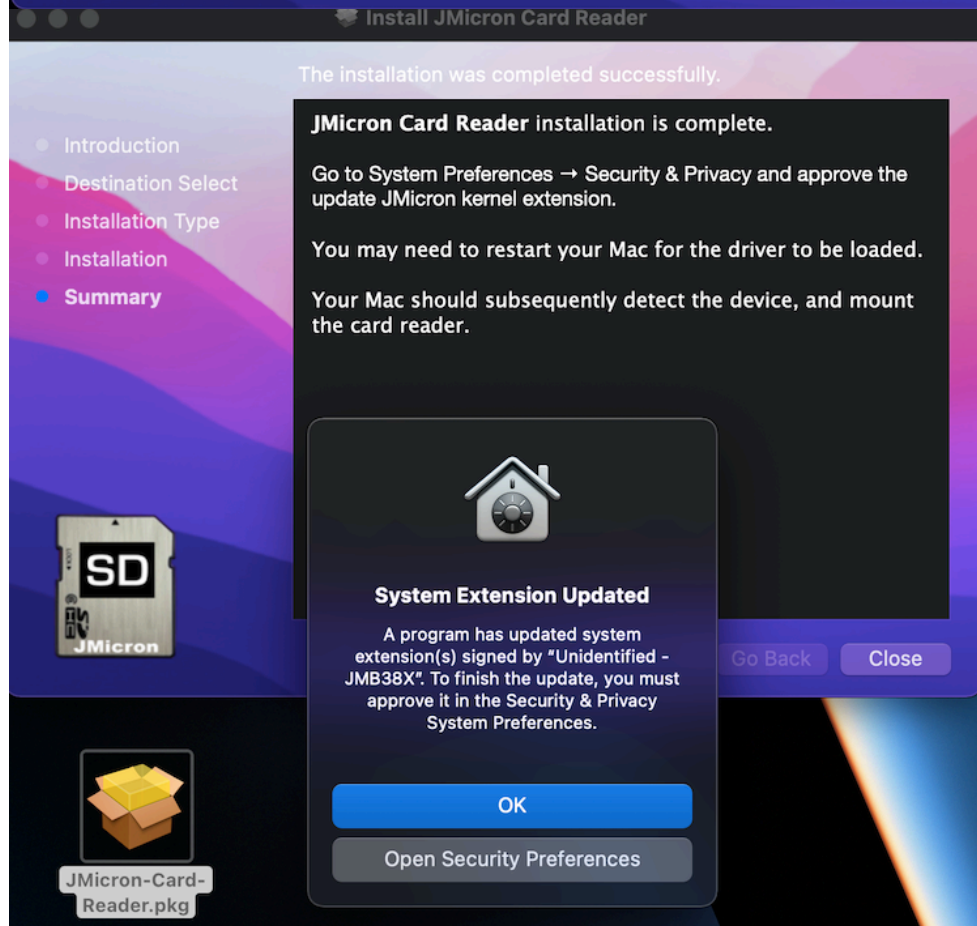 Install JMicron Card Reader
The installation was completed successfully.
Introduction
Destination Select
Installation Type
Installation
Summary
JMicron Card Reader installation is complete.
Go to System Preferences → Security & Privacy and approve the
update JMicron kernel extension.
You may need to restart your Mac for the driver to be loaded.
Your Mac should subsequently detect the device, and mount
the card reader.
SD
JMicron
System Extension Updated
A program has updated system
extension(s) signed by "Unidentified -
JMB38X". To finish the update, you must
approve it in the Security & Privacy
System Preferences.
OK
Open Security Preferences
Go Back
Close
JMicron-Card-
Reader.pkg